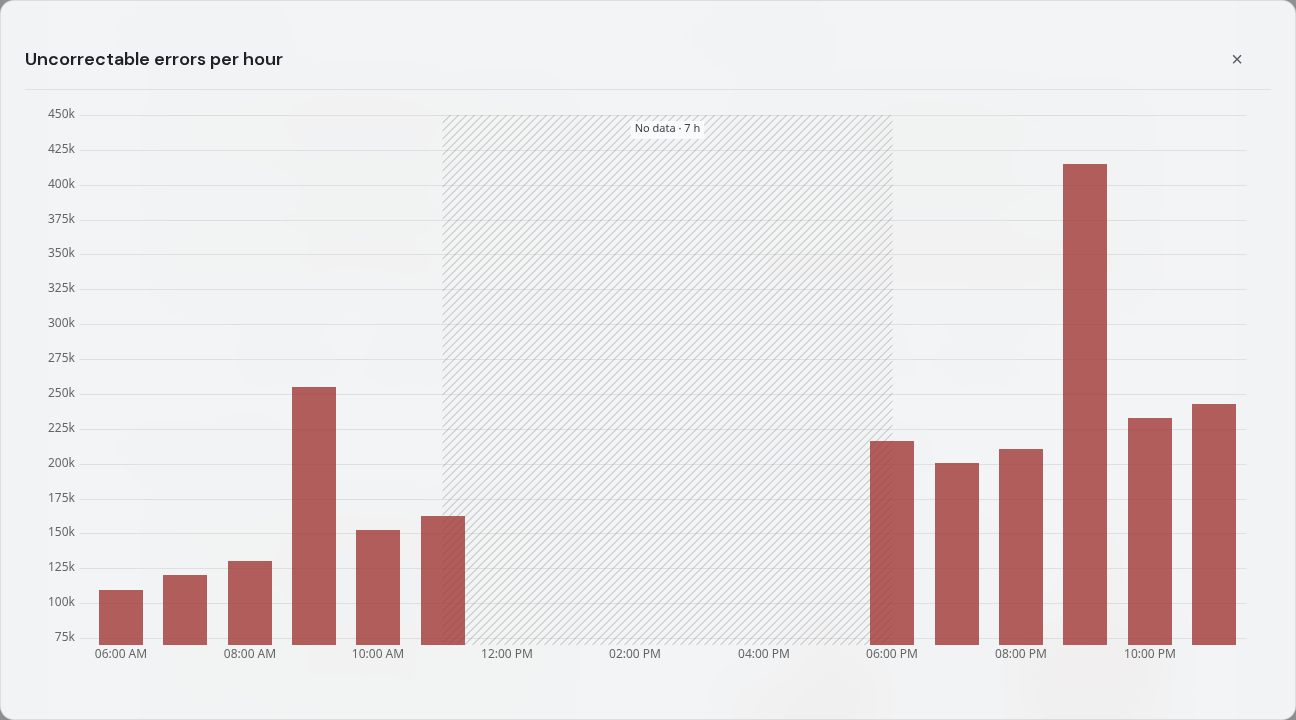 Uncorrectable errors per hour
×
450k
No data · 7 h
425k
400k
375k
350k
325k
300k
275k
250k
225k
200k
175k
150k
125k
100k
75k
06:00 AM 08:00 AM 10:00 AM 12:00 PM 02:00 PM 04:00 PM 06:00 PM 08:00 PM 10:00 PM